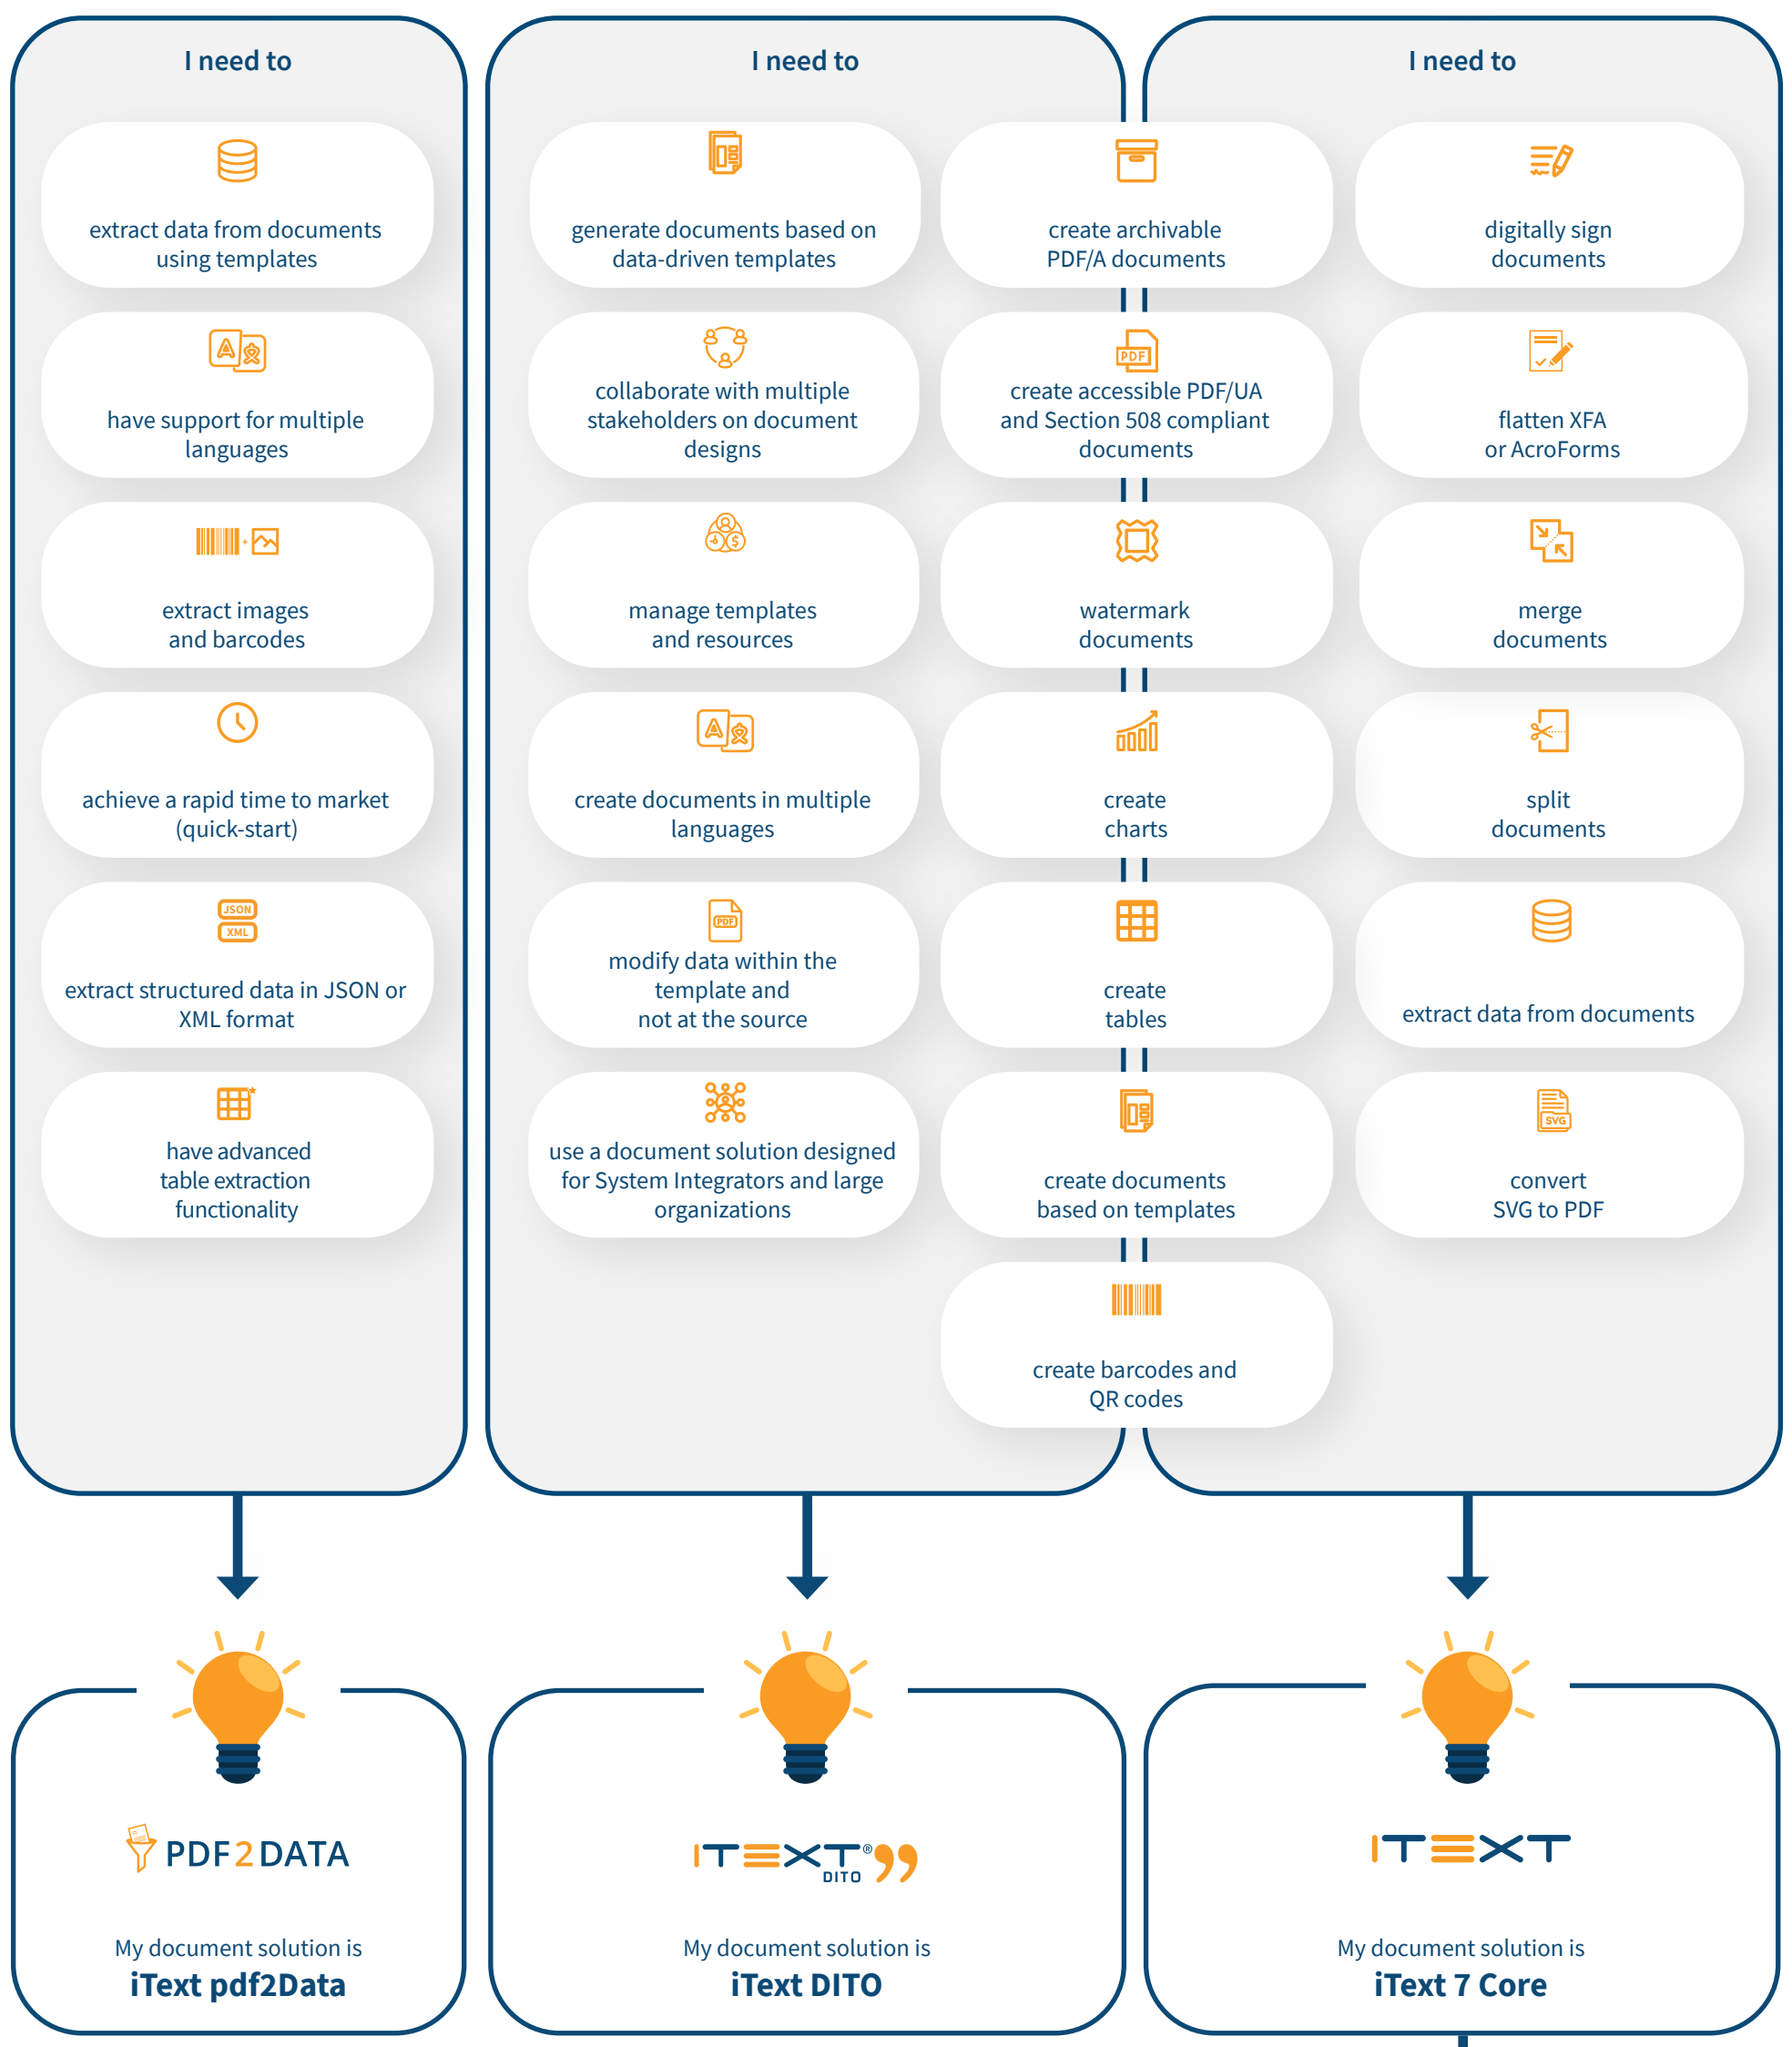 I need to
extract data from documents
using templates
have support for multiple
languages
extract images
and barcodes
achieve a rapid time to market
(quick-start)
JSON
XML
extract structured data in JSON or
XML format
have advanced
table extraction
functionality
PDF2DATA
My document solution is
iText pdf2Data
I need to
generate documents based on
data-driven templates
collaborate with multiple
stakeholders on document
designs
manage templates
and resources
create documents in multiple
languages
PDF
modify data within the
template and
not at the source
use a document solution designed
for System Integrators and large
organizations
create archivable
PDF/A documents
PDF
create accessible PDF/UA
and Section 508 compliant
documents
watermark
documents
create
charts
create
tables
create documents
based on templates
create barcodes and
QR codes
ITEXT®
DITO
My document solution is
iText DITO
I need to
digitally sign
documents
flatten XFA
or AcroForms
merge
documents
split
documents
extract data from documents
SVG
convert
SVG to PDF
ITEXT
My document solution is
iText 7 Core